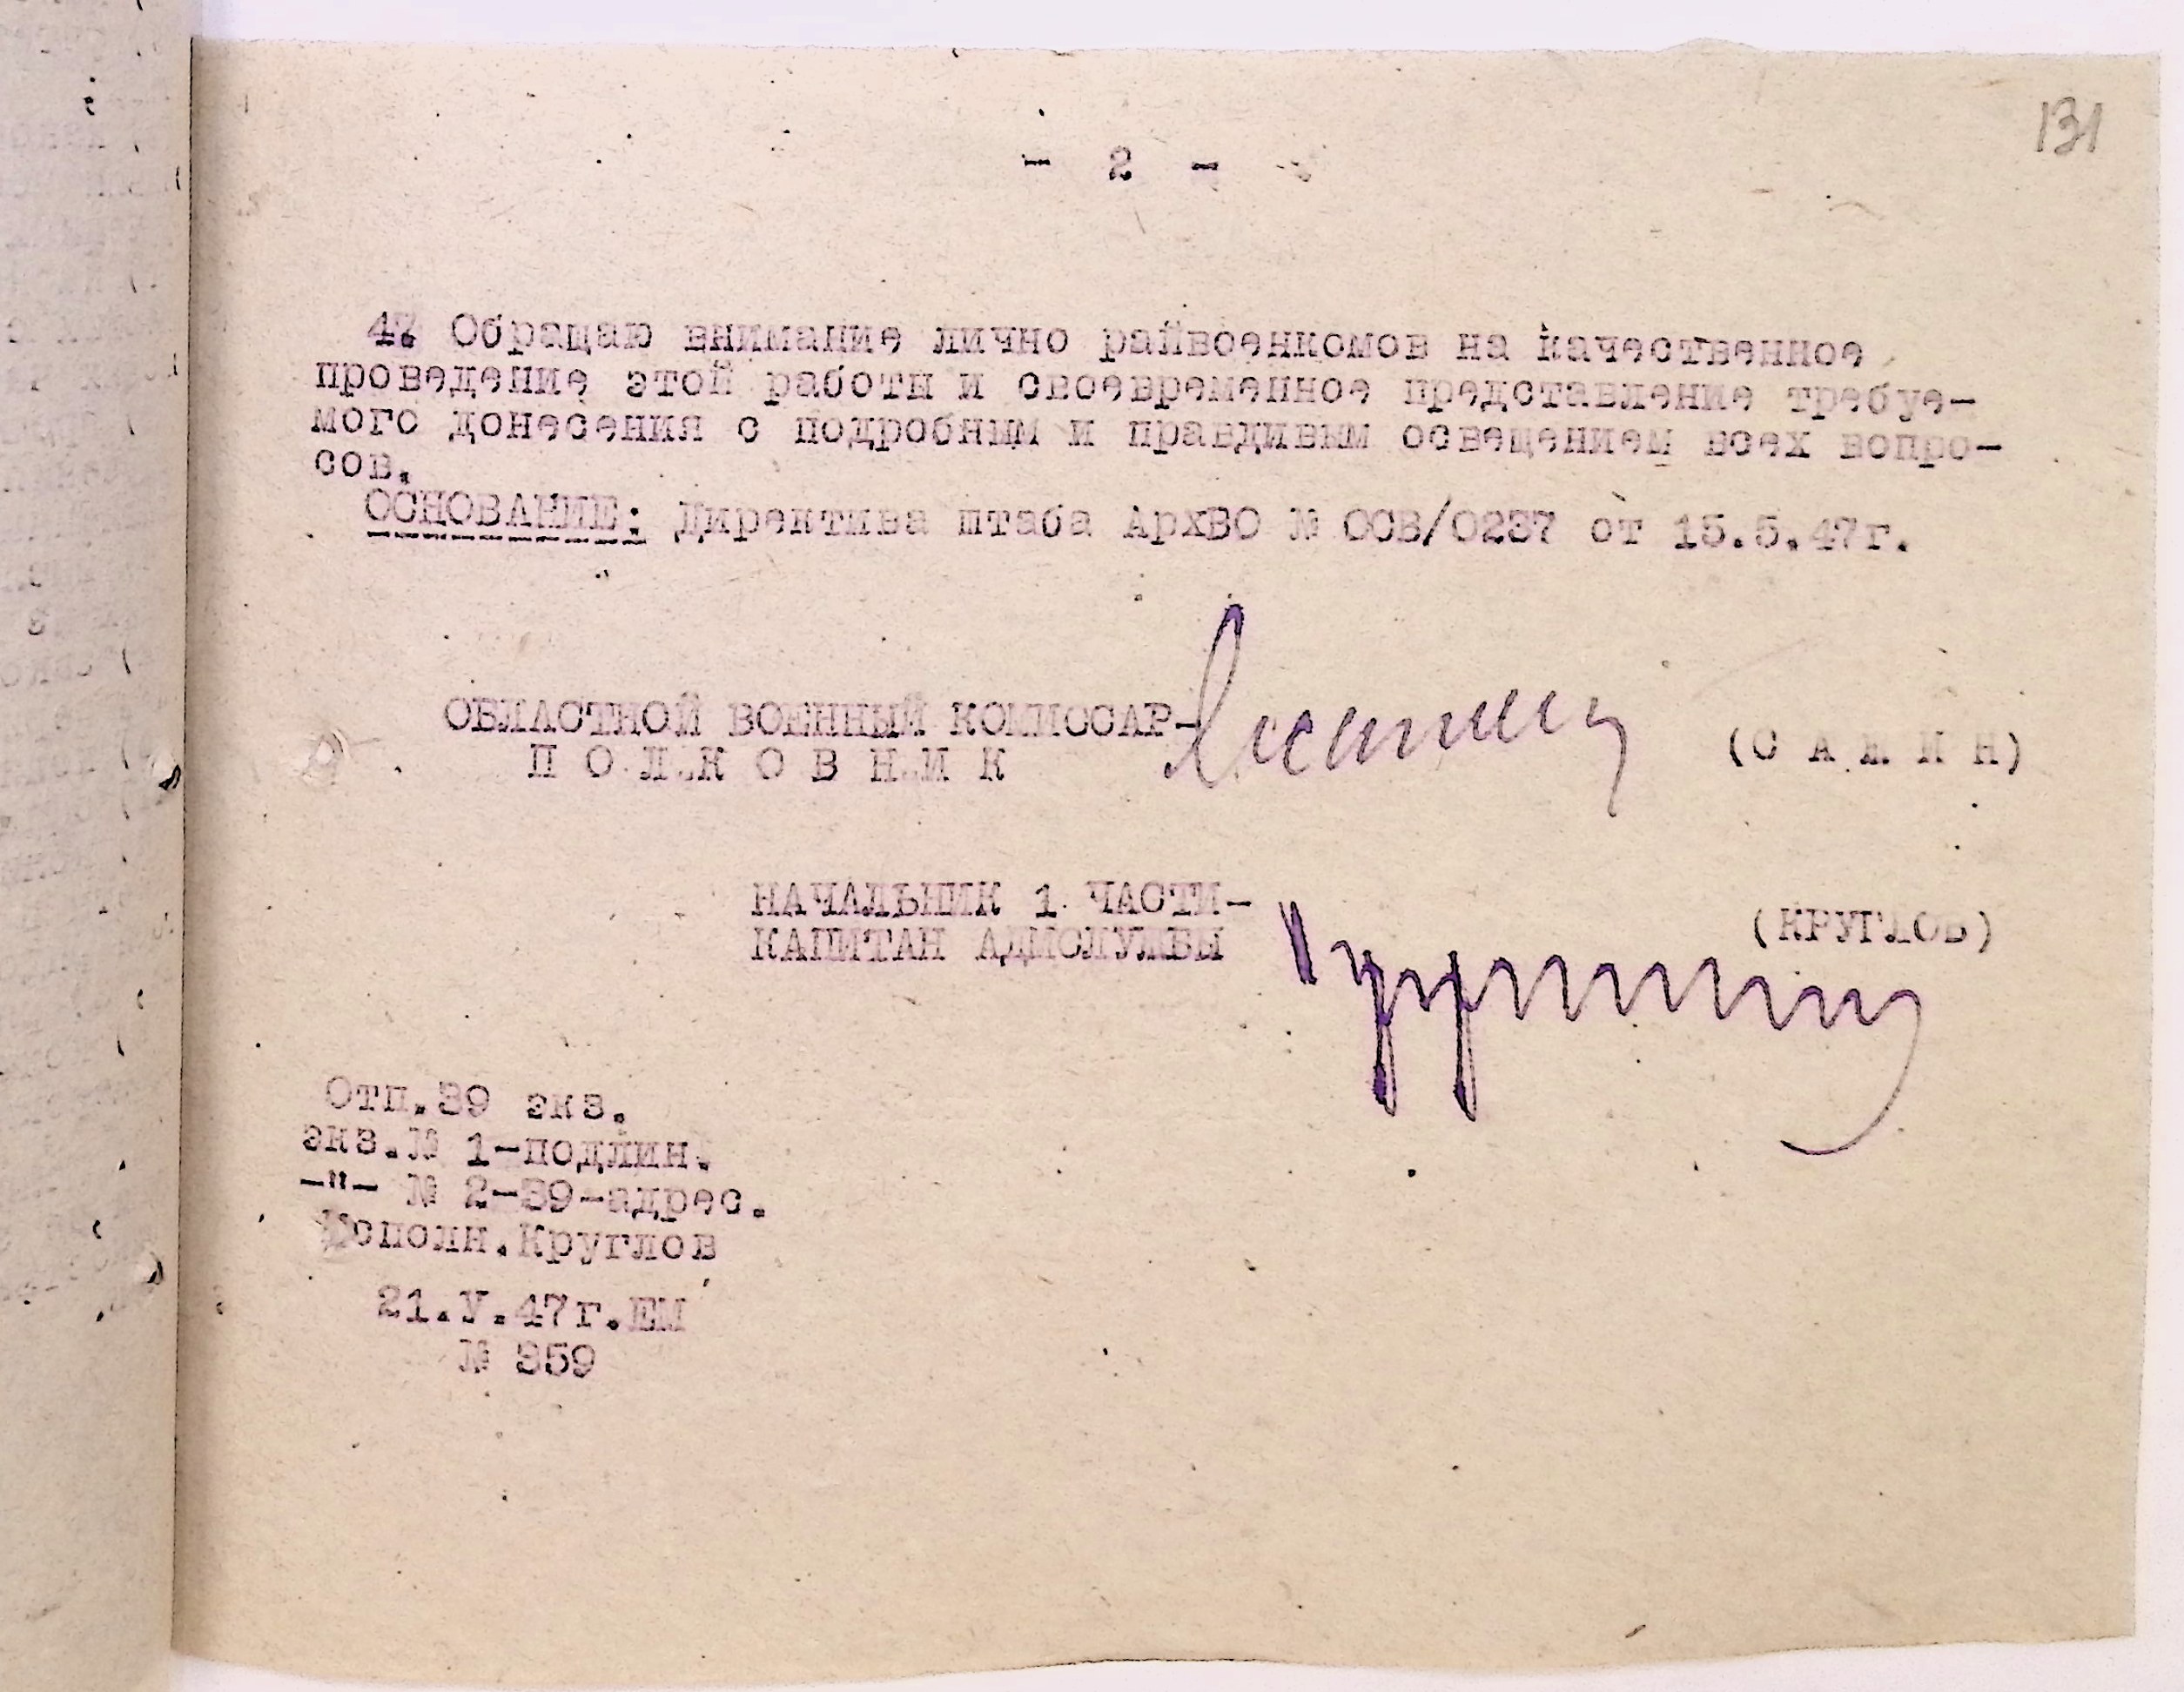 131
- 2 -
4. Обращаю внимание лично райвоенкомов на качественное
проведение этой работы и своевременное представление требуе-
мого донесения с подробным и правдивым освещением всех вопро-
сов.
ОСНОВАНИЕ: Директива штаба АрхВО № ОСВ/0237 от 15.5.47г.
ОБЛАСТНОЙ ВОЕННЫЙ КОМИССАР-
П О Л К О В Н И К
НАЧАЛЬНИК 1 ЧАСТИ-
КАПИТАН АДМСЛУЖБЫ
(КРУГЛОВ)
Отп.39 экз.
экз.№ 1-подлин.
-"- № 2-39-адрес.
Исполн.Круглов
21.У.47г.ЕМ
№ 359